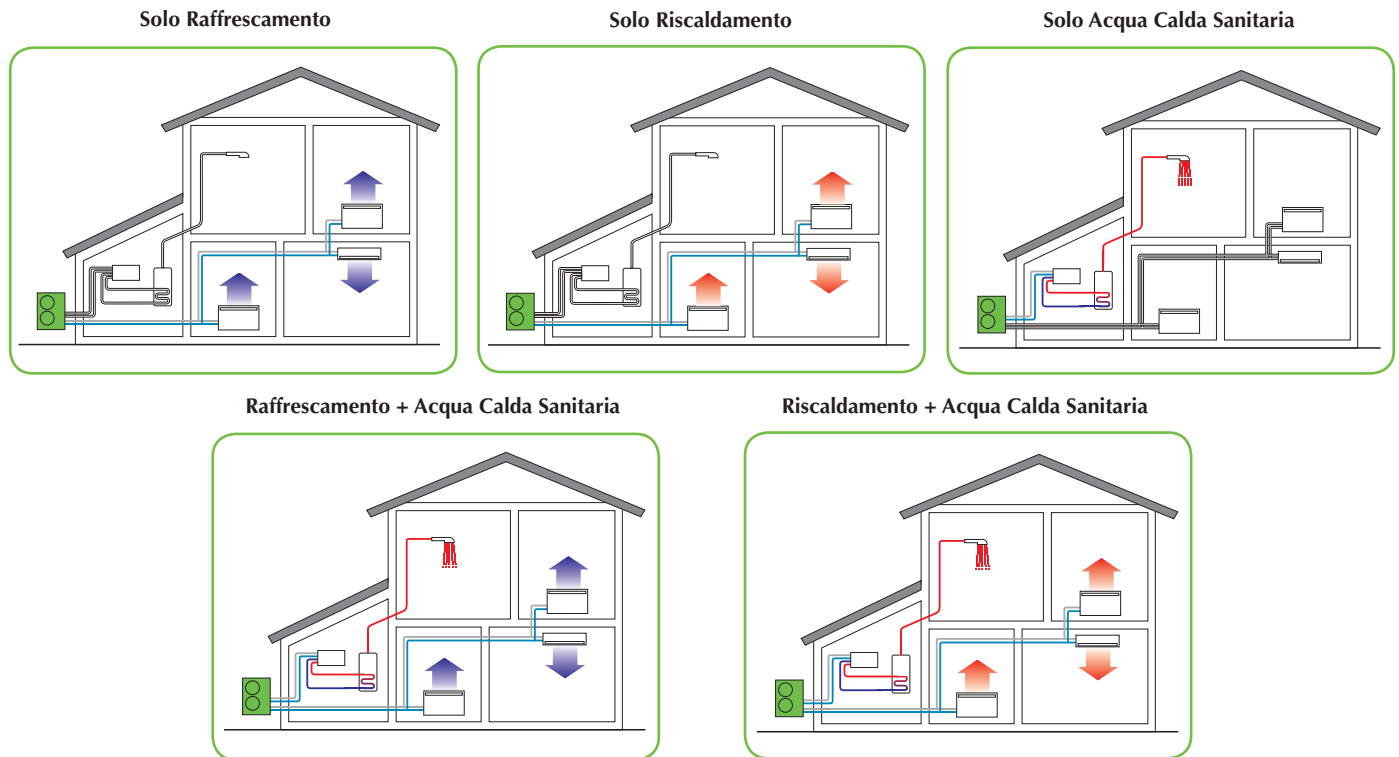 Solo Raffrescamento
Solo Riscaldamento
Solo Acqua Calda Sanitaria
Raffrescamento + Acqua Calda Sanitaria
Riscaldamento + Acqua Calda Sanitaria